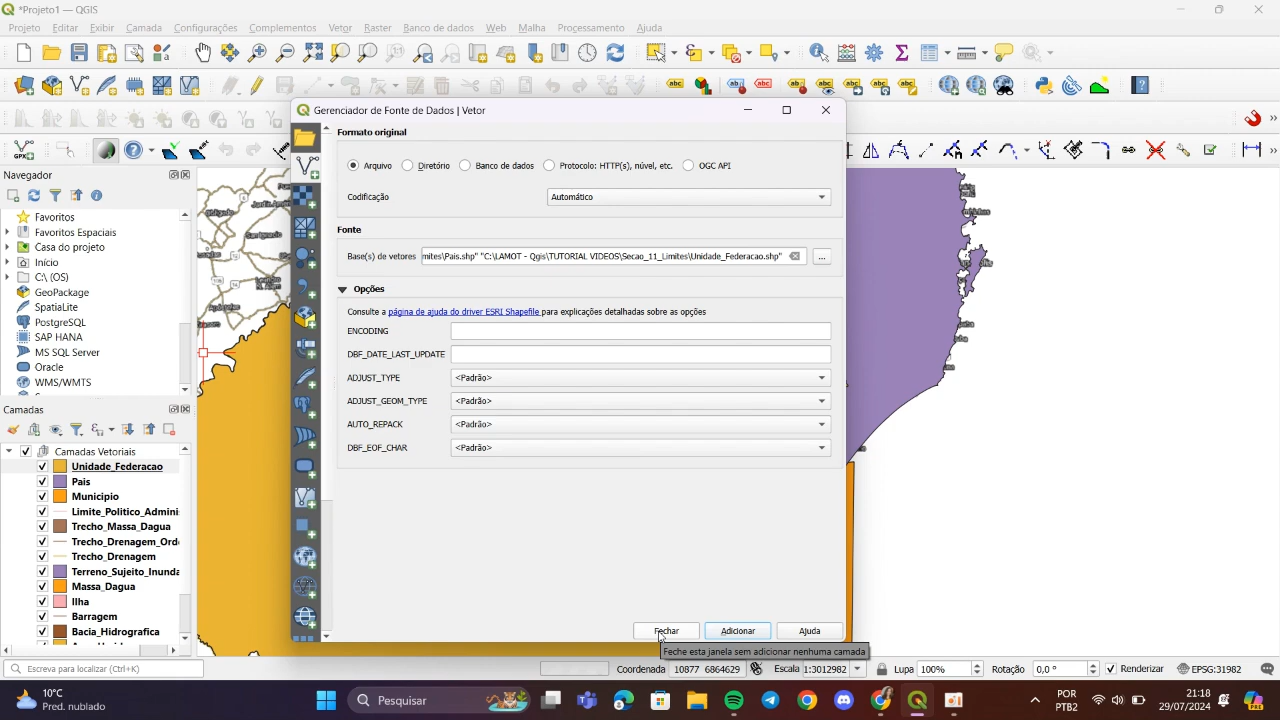 *Projeto1 — QGIS
Projeto Editar Exibir Camada Configurações Complementos Vetor Raster Banco de dados Web Malha Processamento Ajuda
Gerenciador de Fonte de Dados | Vetor
Formato original
Arquivo Diretório Banco de dados Protocolo: HTTP(s), núvel, etc. OGC API
Codificação Automático
Fonte
Base(s) de vetores mites\Pais.shp" "C:\LAMOT - Qgis\TUTORIAL VIDEOS\Secao_11_Limites\Unidade_Federacao.shp" ...
Opções
Consulte a página de ajuda do driver ESRI Shapefile para explicações detalhadas sobre as opções
ENCODING
DBF_DATE_LAST_UPDATE
ADJUST_TYPE <Padrão>
ADJUST_GEOM_TYPE <Padrão>
AUTO_REPACK <Padrão>
DBF_EOF_CHAR <Padrão>
Fechar Adicionar Ajuda
Feche esta janela sem adicionar nenhuma camada
Navegador
Favoritos
Favoritos Espaciais
Casa do projeto
Início
C:\ (OS)
GeoPackage
SpatiaLite
PostgreSQL
SAP HANA
MS SQL Server
Oracle
WMS/WMTS
Camadas
Camadas Vetoriais
Unidade_Federacao
Pais
Municipio
Limite_Politico_Adminis
Trecho_Massa_Dagua
Trecho_Drenagem_Orde
Trecho_Drenagem
Terreno_Sujeito_Inunda
Massa_Dagua
Ilha
Barragem
Bacia_Hidrografica
Escreva para localizar (Ctrl+K)
Coordenada 10877 6864629 Escala 1:3012982 Lupa 100% Rotação 0,0 ° Renderizar EPSG:31982
10°C
Pred. nublado
Pesquisar
POR
PTB2
21:18
29/07/2024